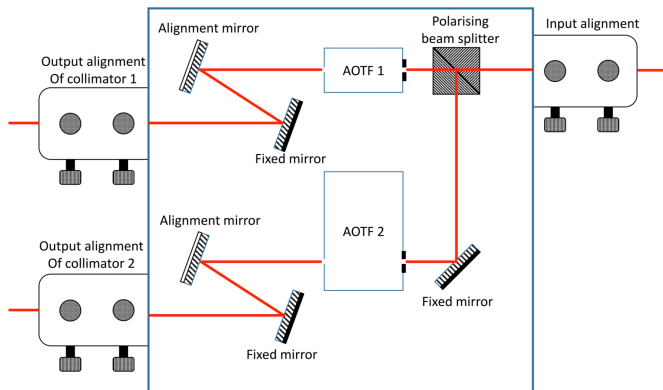 Alignment mirror
Polarising
beam splitter
Input alignment
Output alignment
Of collimator 1
AOTF 1
Fixed mirror
Alignment mirror
AOTF 2
Output alignment
Of collimator 2
Fixed mirror
Fixed mirror